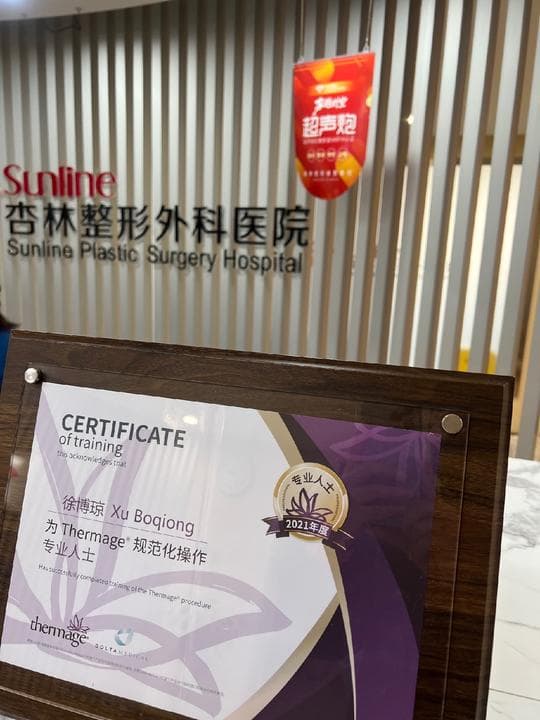 Sunline
杏林整形外科医院
Sunline Plastic Surgery Hospital
超声炮
CERTIFICATE
of training
this acknowledges that
徐博琼 Xu Boqiong
为 Thermage® 规范化操作
专业人士
Has successfully completed training of the Thermage® procedure
专业人士
2021年度
thermage®
SOLTA MEDICAL